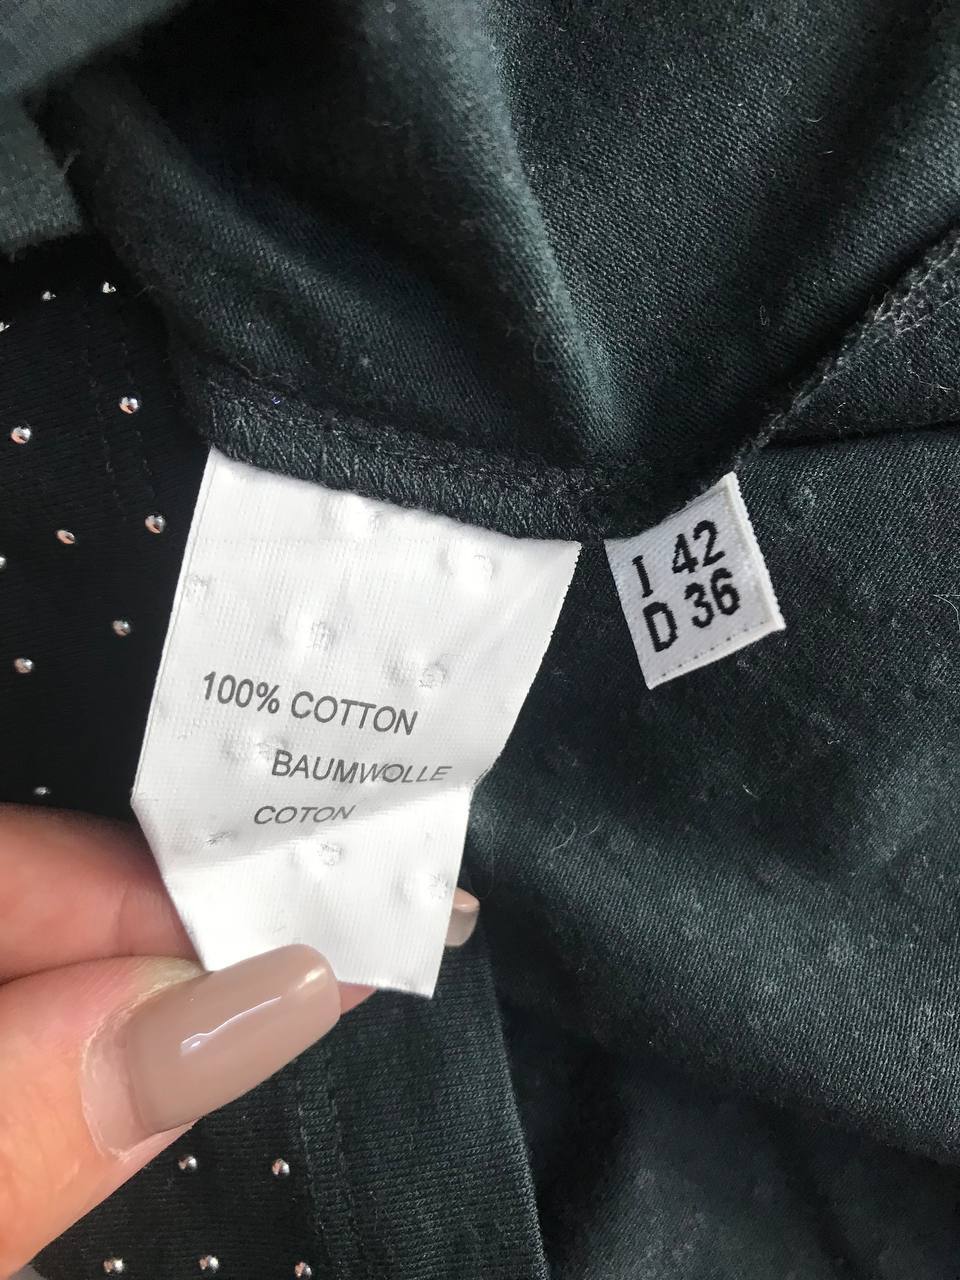 100% COTTON
BAUMWOLLE
COTON
I 42
D 36